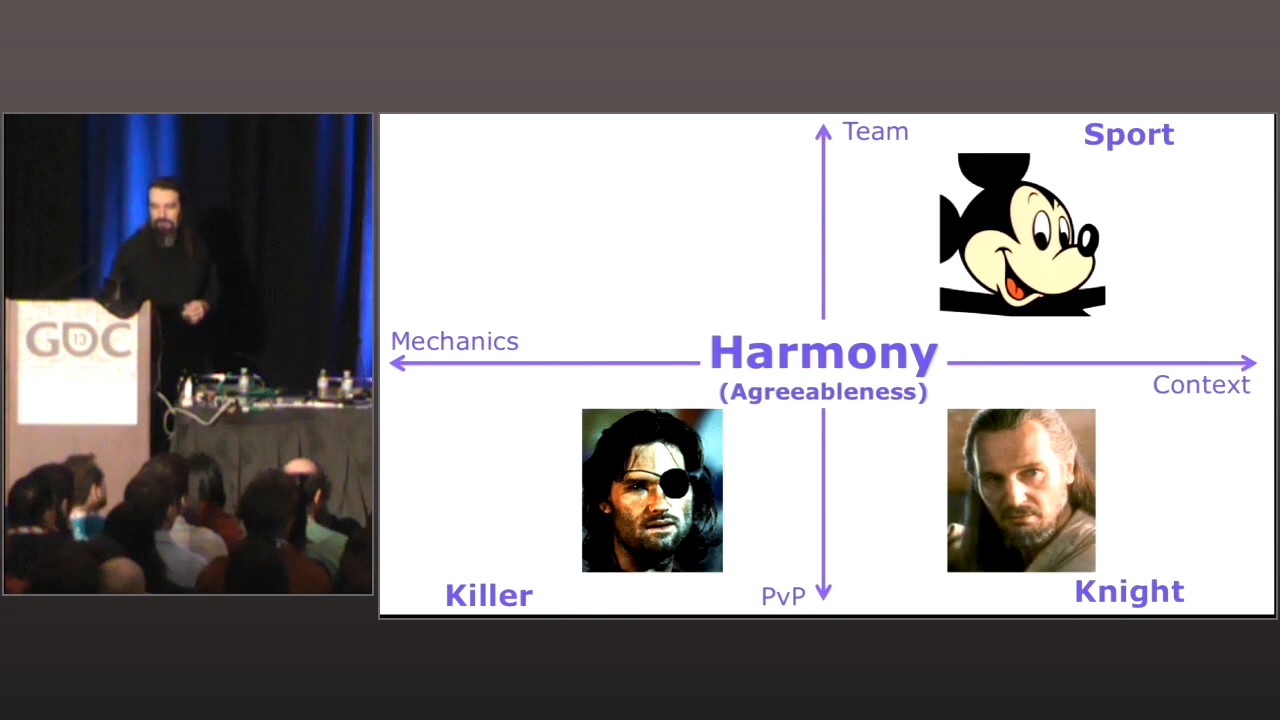 GDC
13
Team
Sport
Mechanics
Harmony
(Agreeableness)
Context
Killer
PvP
Knight